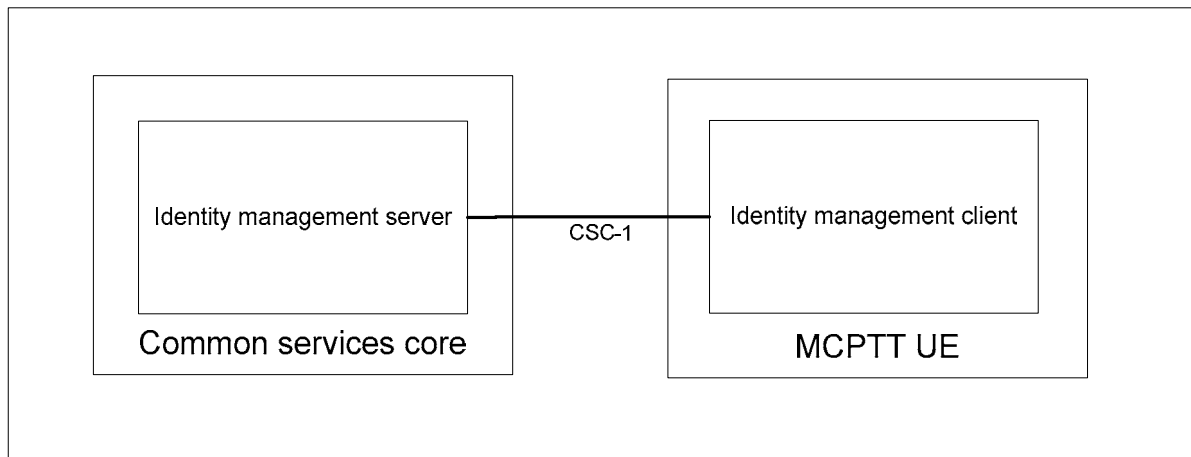 Identity management server
Identity management client
CSC-1
Common services core
MCPTT UE